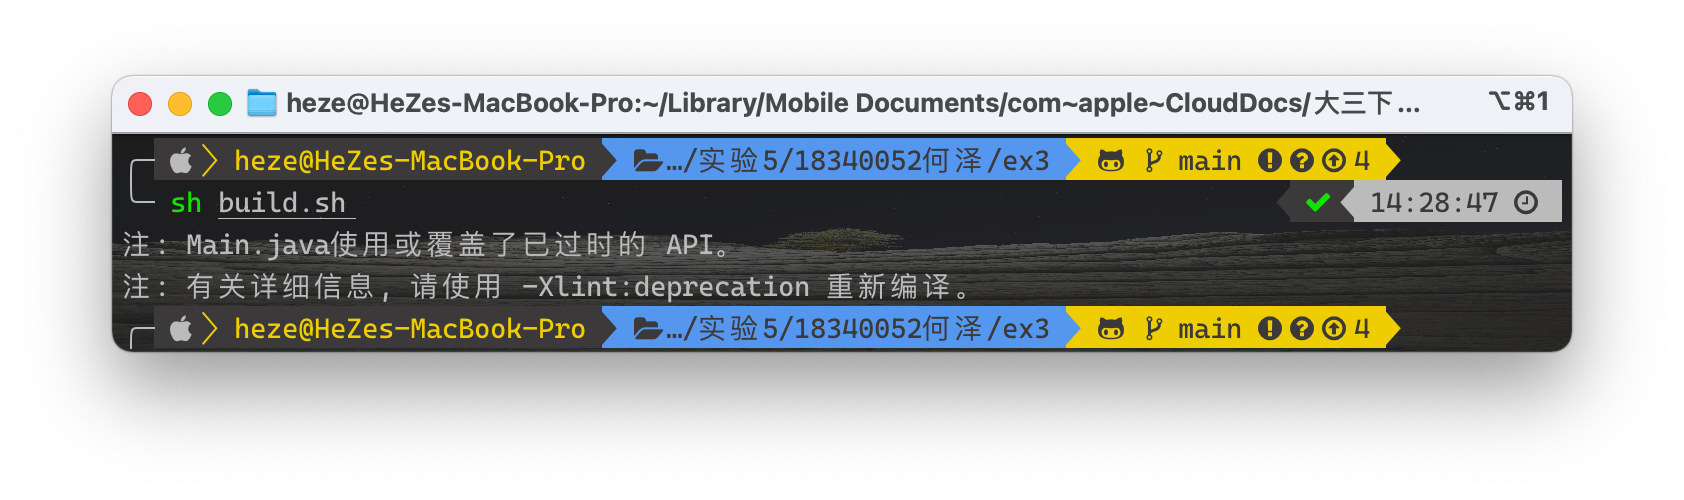 heze@HeZes-MacBook-Pro:~/Library/Mobile Documents/com~apple~CloudDocs/大三下... ⌥⌘1
heze@HeZes-MacBook-Pro …/实验5/18340052何泽/ex3 main !?↑4
sh build.sh ✔ 14:28:47
注：Main.java使用或覆盖了已过时的 API。
注：有关详细信息，请使用 -Xlint:deprecation 重新编译。
heze@HeZes-MacBook-Pro …/实验5/18340052何泽/ex3 main !?↑4